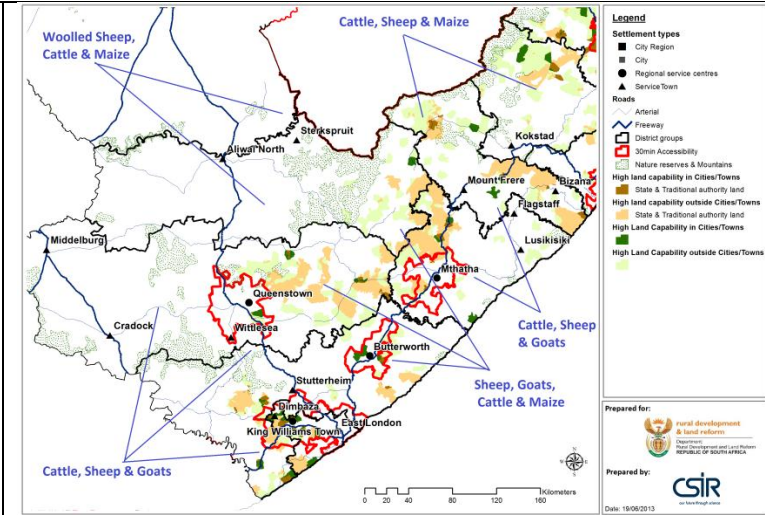 Woolled Sheep,
Cattle & Maize
Cattle, Sheep & Maize
Sterkspruit
Aliwal North
Kokstad
Mount Frere
Bizana
Flagstaff
Lusikisiki
Middelburg
Mthatha
Queenstown
Cradock
Wittlesea
Butterworth
Cattle, Sheep
& Goats
Stutterheim
Sheep, Goats,
Cattle & Maize
Dimbaza
East London
King Williams Town
Cattle, Sheep & Goats
0 20 40 80 120 160
Kilometers
Legend
Settlement types
City Region
City
Regional service centres
Service Town
Roads
Arterial
Freeway
District groups
30min Accessibility
Nature reserves & Mountains
High land capability in Cities/Towns
State & Traditional authority land
High land capability outside Cities/Towns
State & Traditional authority land
High Land Capability in Cities/Towns
High Land Capability outside Cities/Towns
Prepared for:
rural development
& land reform
Department:
Rural Development and Land Reform
REPUBLIC OF SOUTH AFRICA
Prepared by:
CSIR
our future through science
Date: 19/06/2013